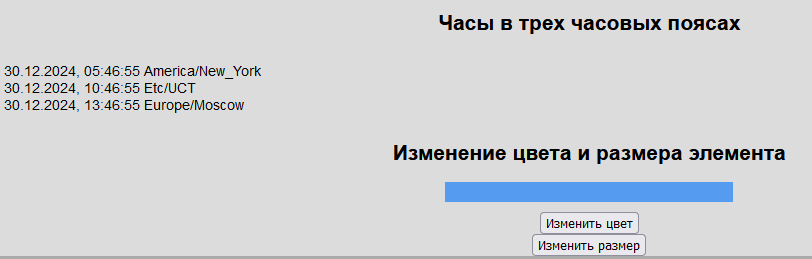 Часы в трех часовых поясах
30.12.2024, 05:46:55 America/New_York
30.12.2024, 10:46:55 Etc/UCT
30.12.2024, 13:46:55 Europe/Moscow
Изменение цвета и размера элемента
Изменить цвет
Изменить размер